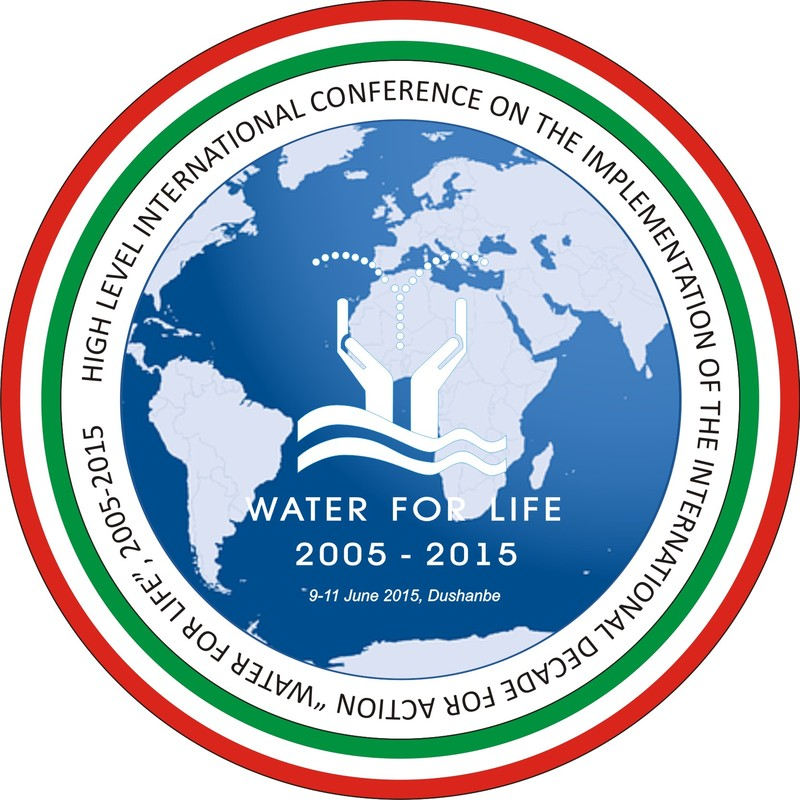 HIGH LEVEL INTERNATIONAL CONFERENCE ON THE IMPLEMENTATION OF THE INTERNATIONAL DECADE FOR ACTION “WATER FOR LIFE”, 2005-2015
WATER FOR LIFE
2005 - 2015
9-11 June 2015, Dushanbe